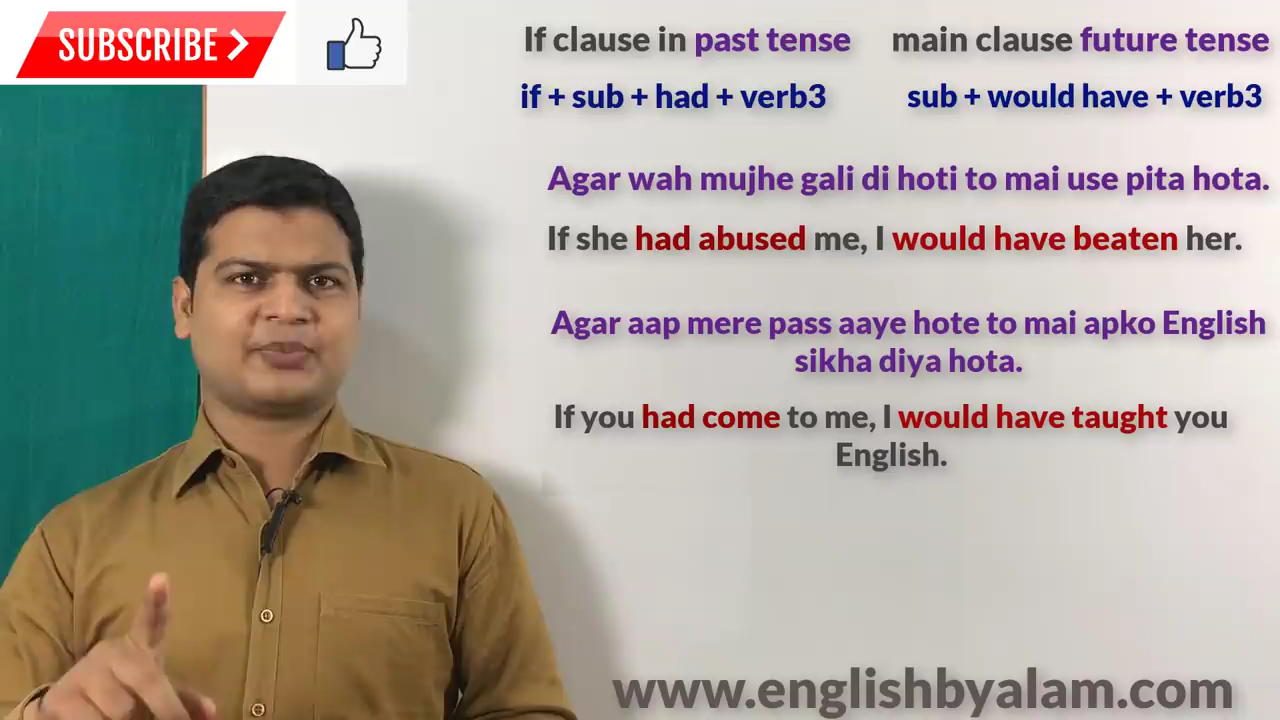 SUBSCRIBE
If clause in past tense main clause future tense
if + sub + had + verb3 sub + would have + verb3
Agar wah mujhe gali di hoti to mai use pita hota.
If she had abused me, I would have beaten her.
Agar aap mere pass aaye hote to mai apko English
sikha diya hota.
If you had come to me, I would have taught you
English.
www.englishbyalam.com